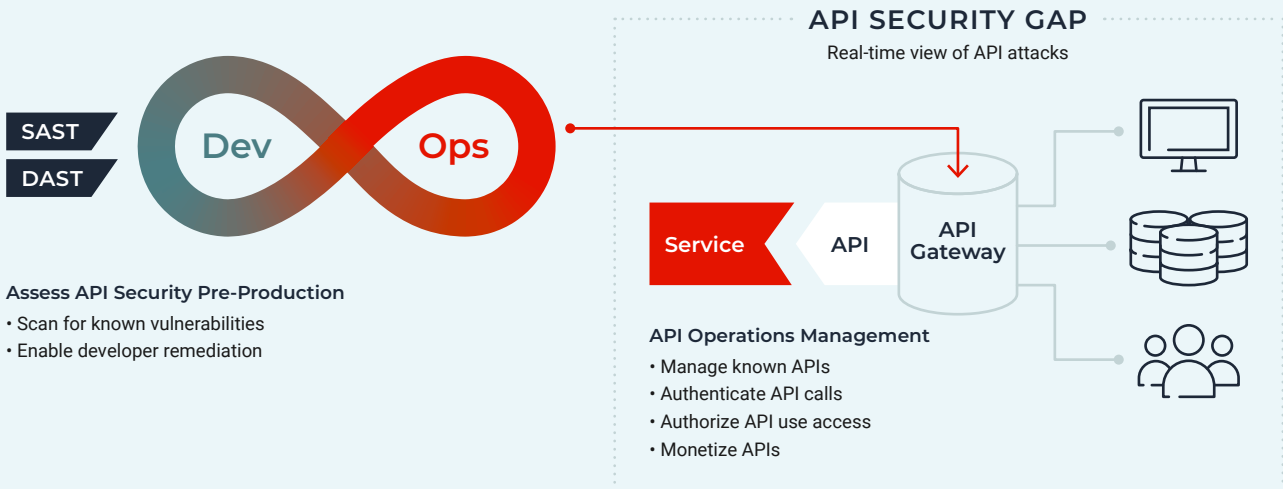 API SECURITY GAP
Real-time view of API attacks
SAST
DAST
Dev
Ops
Service
API
API
Gateway
Assess API Security Pre-Production
• Scan for known vulnerabilities
• Enable developer remediation
API Operations Management
• Manage known APIs
• Authenticate API calls
• Authorize API use access
• Monetize APIs